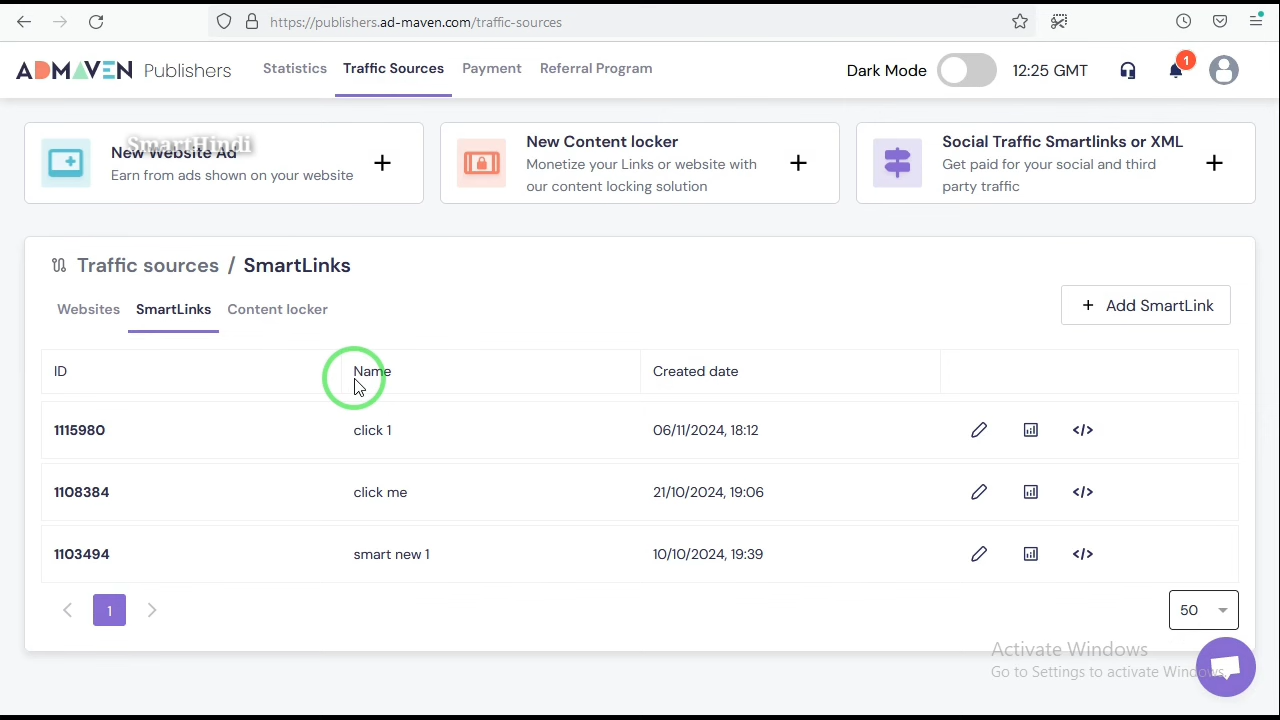 https://publishers.ad-maven.com/traffic-sources
ADMAVEN Publishers
Statistics
Traffic Sources
Payment
Referral Program
Dark Mode
12:25 GMT
1
SmartHindi
New Website Ad
Earn from ads shown on your website
+
New Content locker
Monetize your Links or website with
our content locking solution
+
Social Traffic Smartlinks or XML
Get paid for your social and third
party traffic
+
Traffic sources / SmartLinks
Websites
SmartLinks
Content locker
+ Add SmartLink
ID
Name
Created date
1115980
click 1
06/11/2024, 18:12
</>
1108384
click me
21/10/2024, 19:06
</>
1103494
smart new 1
10/10/2024, 19:39
</>
1
50
Activate Windows
Go to Settings to activate Windows.